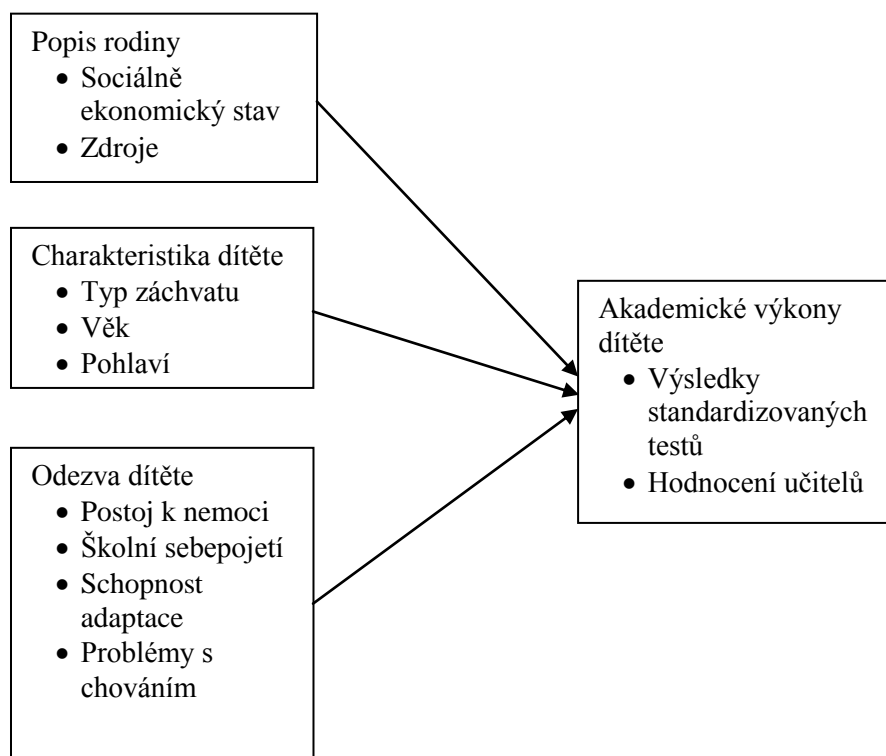 Popis rodiny
• Sociálně
ekonomický stav
• Zdroje
Charakteristika dítěte
• Typ záchvatu
• Věk
• Pohlaví
Odezva dítěte
• Postoj k nemoci
• Školní sebepojetí
• Schopnost
adaptace
• Problémy s
chováním
Akademické výkony
dítěte
• Výsledky
standardizovaných
testů
• Hodnocení učitelů